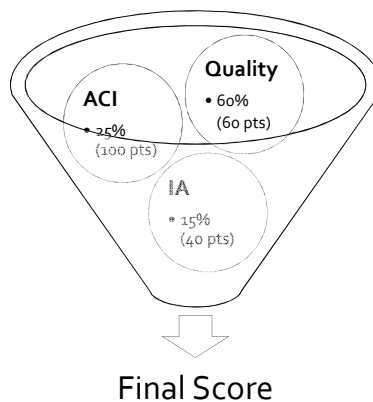 Quality
• 60%
(60 pts)
ACI
• 25%
(100 pts)
IA
• 15%
(40 pts)
Final Score